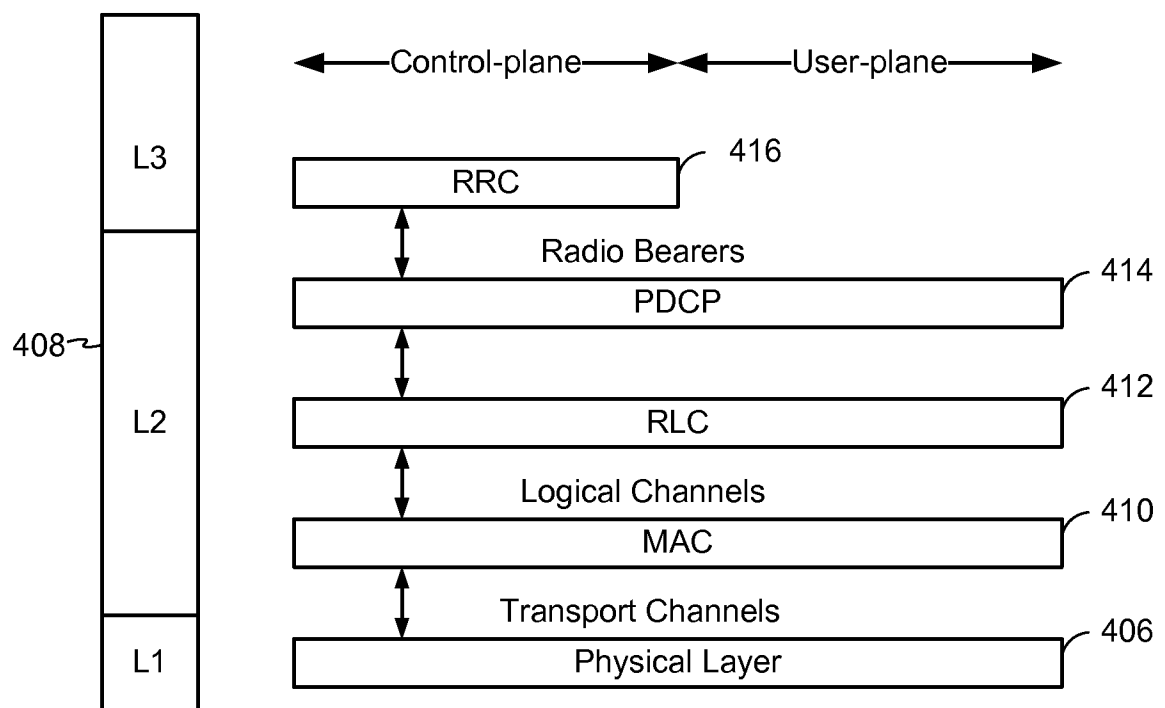 Control-plane User-plane
L3
416
RRC
Radio Bearers
414
PDCP
408
412
L2
RLC
Logical Channels
410
MAC
Transport Channels
406
L1
Physical Layer